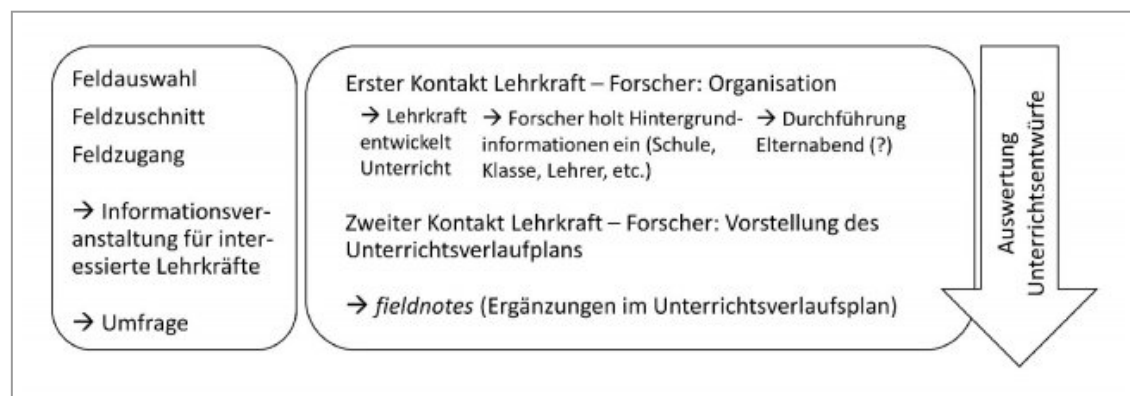 Feldauswahl
Feldzuschnitt
Feldzugang
→ Informationsver-
anstaltung für inter-
essierte Lehrkräfte
→ Umfrage
Erster Kontakt Lehrkraft – Forscher: Organisation
→ Lehrkraft
entwickelt
Unterricht
→ Forscher holt Hintergrund-
informationen ein (Schule,
Klasse, Lehrer, etc.)
→ Durchführung
Elternabend (?)
Zweiter Kontakt Lehrkraft – Forscher: Vorstellung des
Unterrichtsverlaufplans
→ fieldnotes (Ergänzungen im Unterrichtsverlaufsplan)
Auswertung
Unterrichtsentwürfe